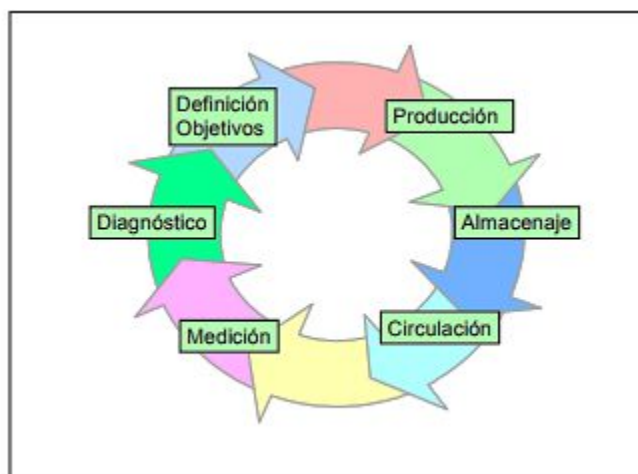 Definición
Objetivos
Producción
Diagnóstico
Almacenaje
Medición
Circulación